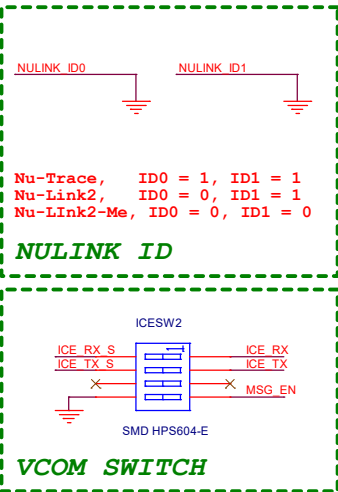 NULINK_ID0 NULINK_ID1
Nu-Trace, ID0 = 1, ID1 = 1
Nu-Link2, ID0 = 0, ID1 = 1
Nu-LInk2-Me, ID0 = 0, ID1 = 0
NULINK ID
ICESW2
ICE_RX_S ICE_RX
ICE_TX_S ICE_TX
MSG_EN
SMD HPS604-E
VCOM SWITCH